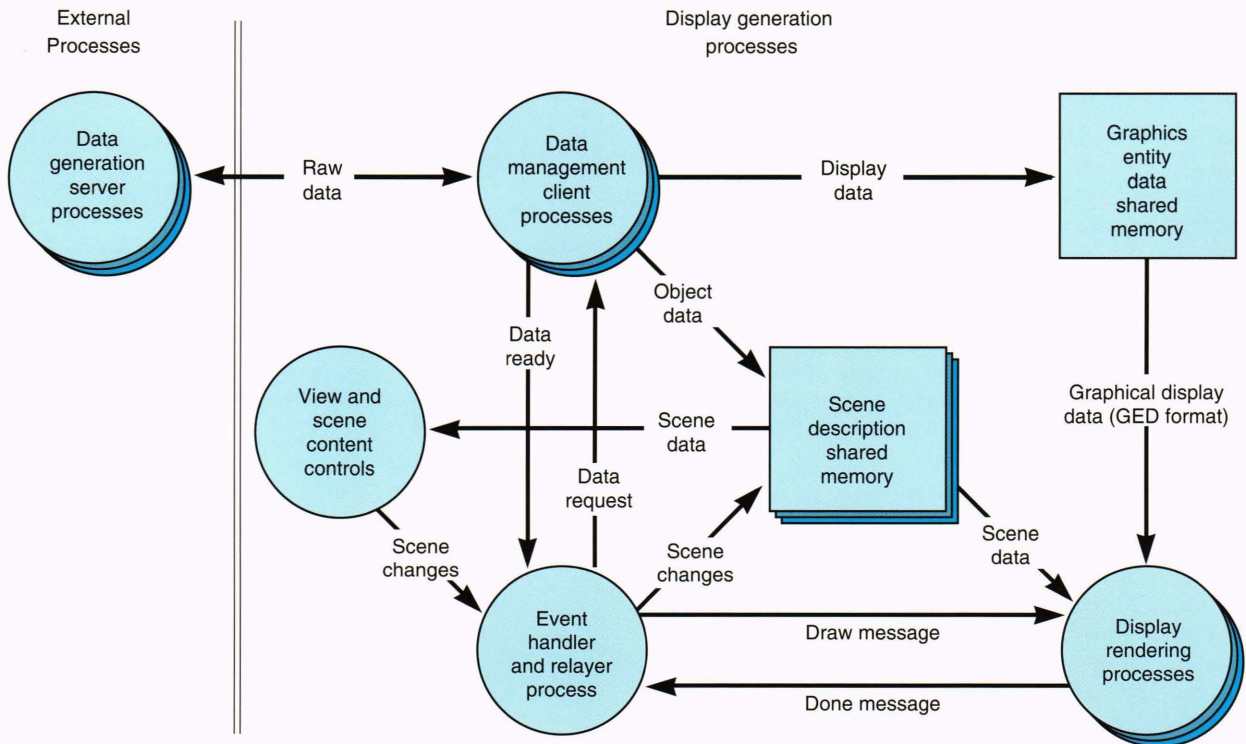 External
Processes
Display generation
processes
Data
generation
server
processes
Raw
data
Data
management
client
processes
Display
data
Graphics
entity
data
shared
memory
Object
data
Data
ready
View and
scene
content
controls
Scene
data
Scene
description
shared
memory
Graphical display
data (GED format)
Data
request
Scene
changes
Scene
changes
Scene
data
Event
handler
and relayer
process
Draw message
Done message
Display
rendering
processes